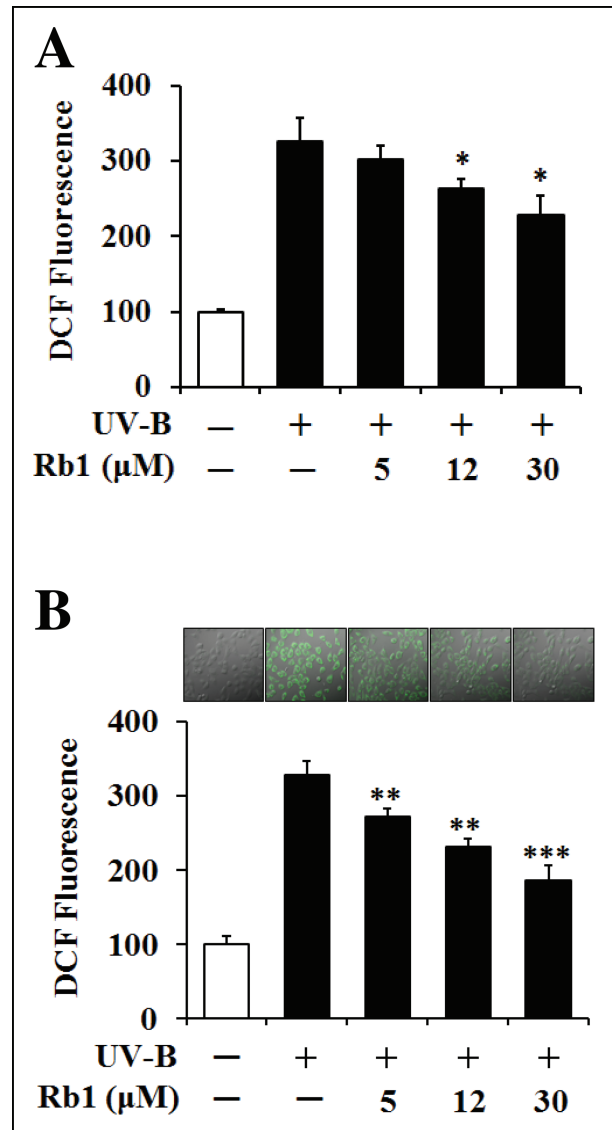 A
400
300
200
100
0
DCF Fluorescence
* *
UV-B — + + + +
Rb1 (μM) — — 5 12 30
B
400
300
200
100
0
DCF Fluorescence
** ** ***
UV-B — + + + +
Rb1 (μM) — — 5 12 30